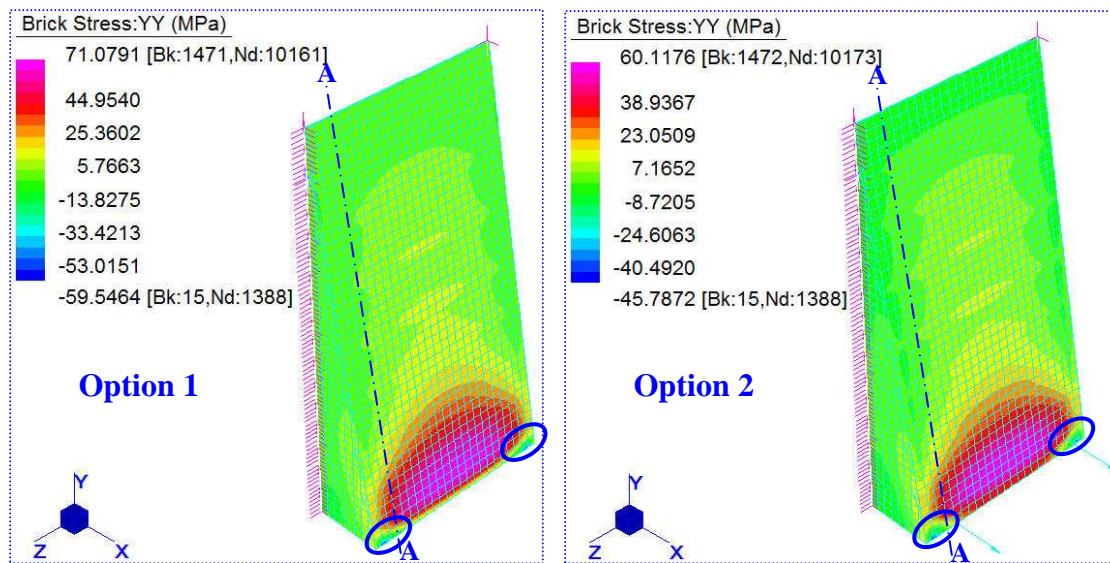 Brick Stress:YY (MPa)
71.0791 [Bk:1471,Nd:10161]
44.9540
25.3602
5.7663
-13.8275
-33.4213
-53.0151
-59.5464 [Bk:15,Nd:1388]
A
Option 1
A
Y
Z
X
Brick Stress:YY (MPa)
60.1176 [Bk:1472,Nd:10173]
38.9367
23.0509
7.1652
-8.7205
-24.6063
-40.4920
-45.7872 [Bk:15,Nd:1388]
A
Option 2
A
Y
Z
X